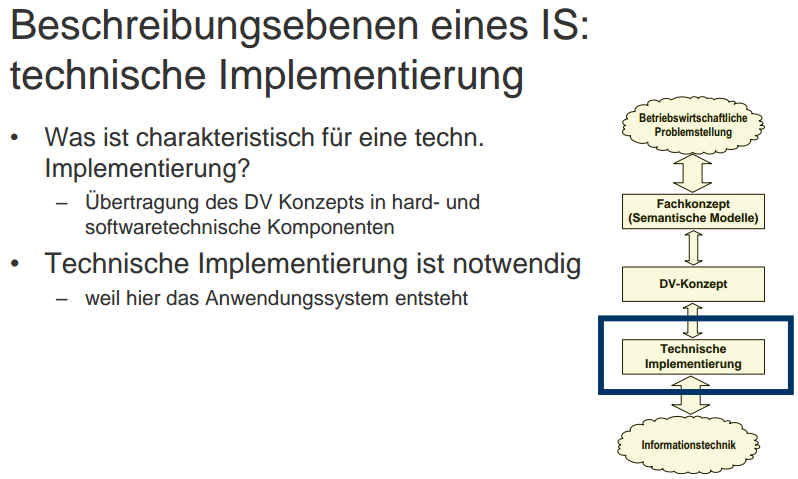 Beschreibungsebenen eines IS:
technische Implementierung
• Was ist charakteristisch für eine techn.
Implementierung?
– Übertragung des DV Konzepts in hard- und
softwaretechnische Komponenten
• Technische Implementierung ist notwendig
– weil hier das Anwendungssystem entsteht
Betriebswirtschaftliche
Problemstellung
Fachkonzept
(Semantische Modelle)
DV-Konzept
Technische
Implementierung
Informationstechnik